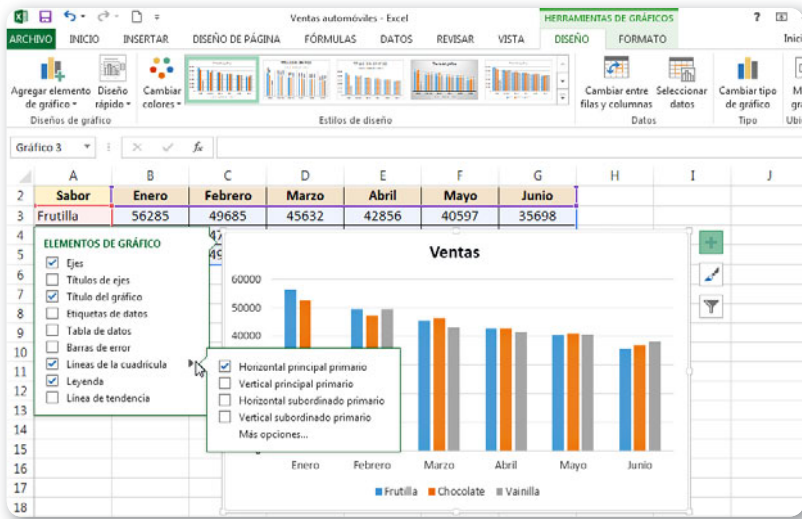 Ventas automóviles - Excel
HERRAMIENTAS DE GRÁFICOS
?
ARCHIVO INICIO INSERTAR DISEÑO DE PÁGINA FÓRMULAS DATOS REVISAR VISTA DISEÑO FORMATO Inici
Agregar elemento de gráfico
Diseño rápido
Cambiar colores
Cambiar entre filas y columnas
Seleccionar datos
Cambiar tipo de gráfico
Diseños de gráfico
Estilos de diseño
Datos
Tipo
Ubi
Gráfico 3
fx
A B C D E F G H I J
2 Sabor Enero Febrero Marzo Abril Mayo Junio
3 Frutilla 56285 49685 45632 42856 40597 35698
4 47
5 49
6
7
8
9
10
11
12
13
14
15
16
17
18
ELEMENTOS DE GRÁFICO
Ejes
Títulos de ejes
Título del gráfico
Etiquetas de datos
Tabla de datos
Barras de error
Líneas de la cuadrícula
Leyenda
Línea de tendencia
Horizontal principal primario
Vertical principal primario
Horizontal subordinado primario
Vertical subordinado primario
Más opciones...
Ventas
60000
50000
40000
Enero Febrero Marzo Abril Mayo Junio
Frutilla Chocolate Vainilla